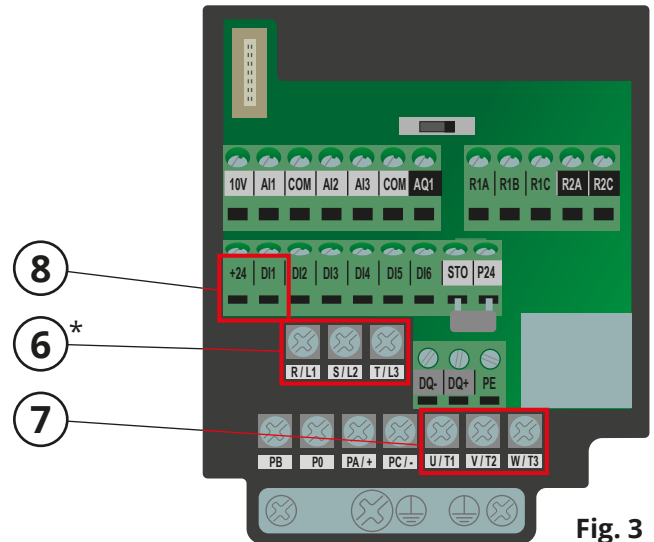 10V AI1 COM AI2 AI3 COM AQ1 R1A R1B R1C R2A R2C
8
+24 DI1 DI2 DI3 DI4 DI5 DI6 STO P24
6*
R/L1 S/L2 T/L3
DQ- DQ+ PE
7
PB P0 PA/+ PC/- U/T1 V/T2 W/T3
Fig. 3